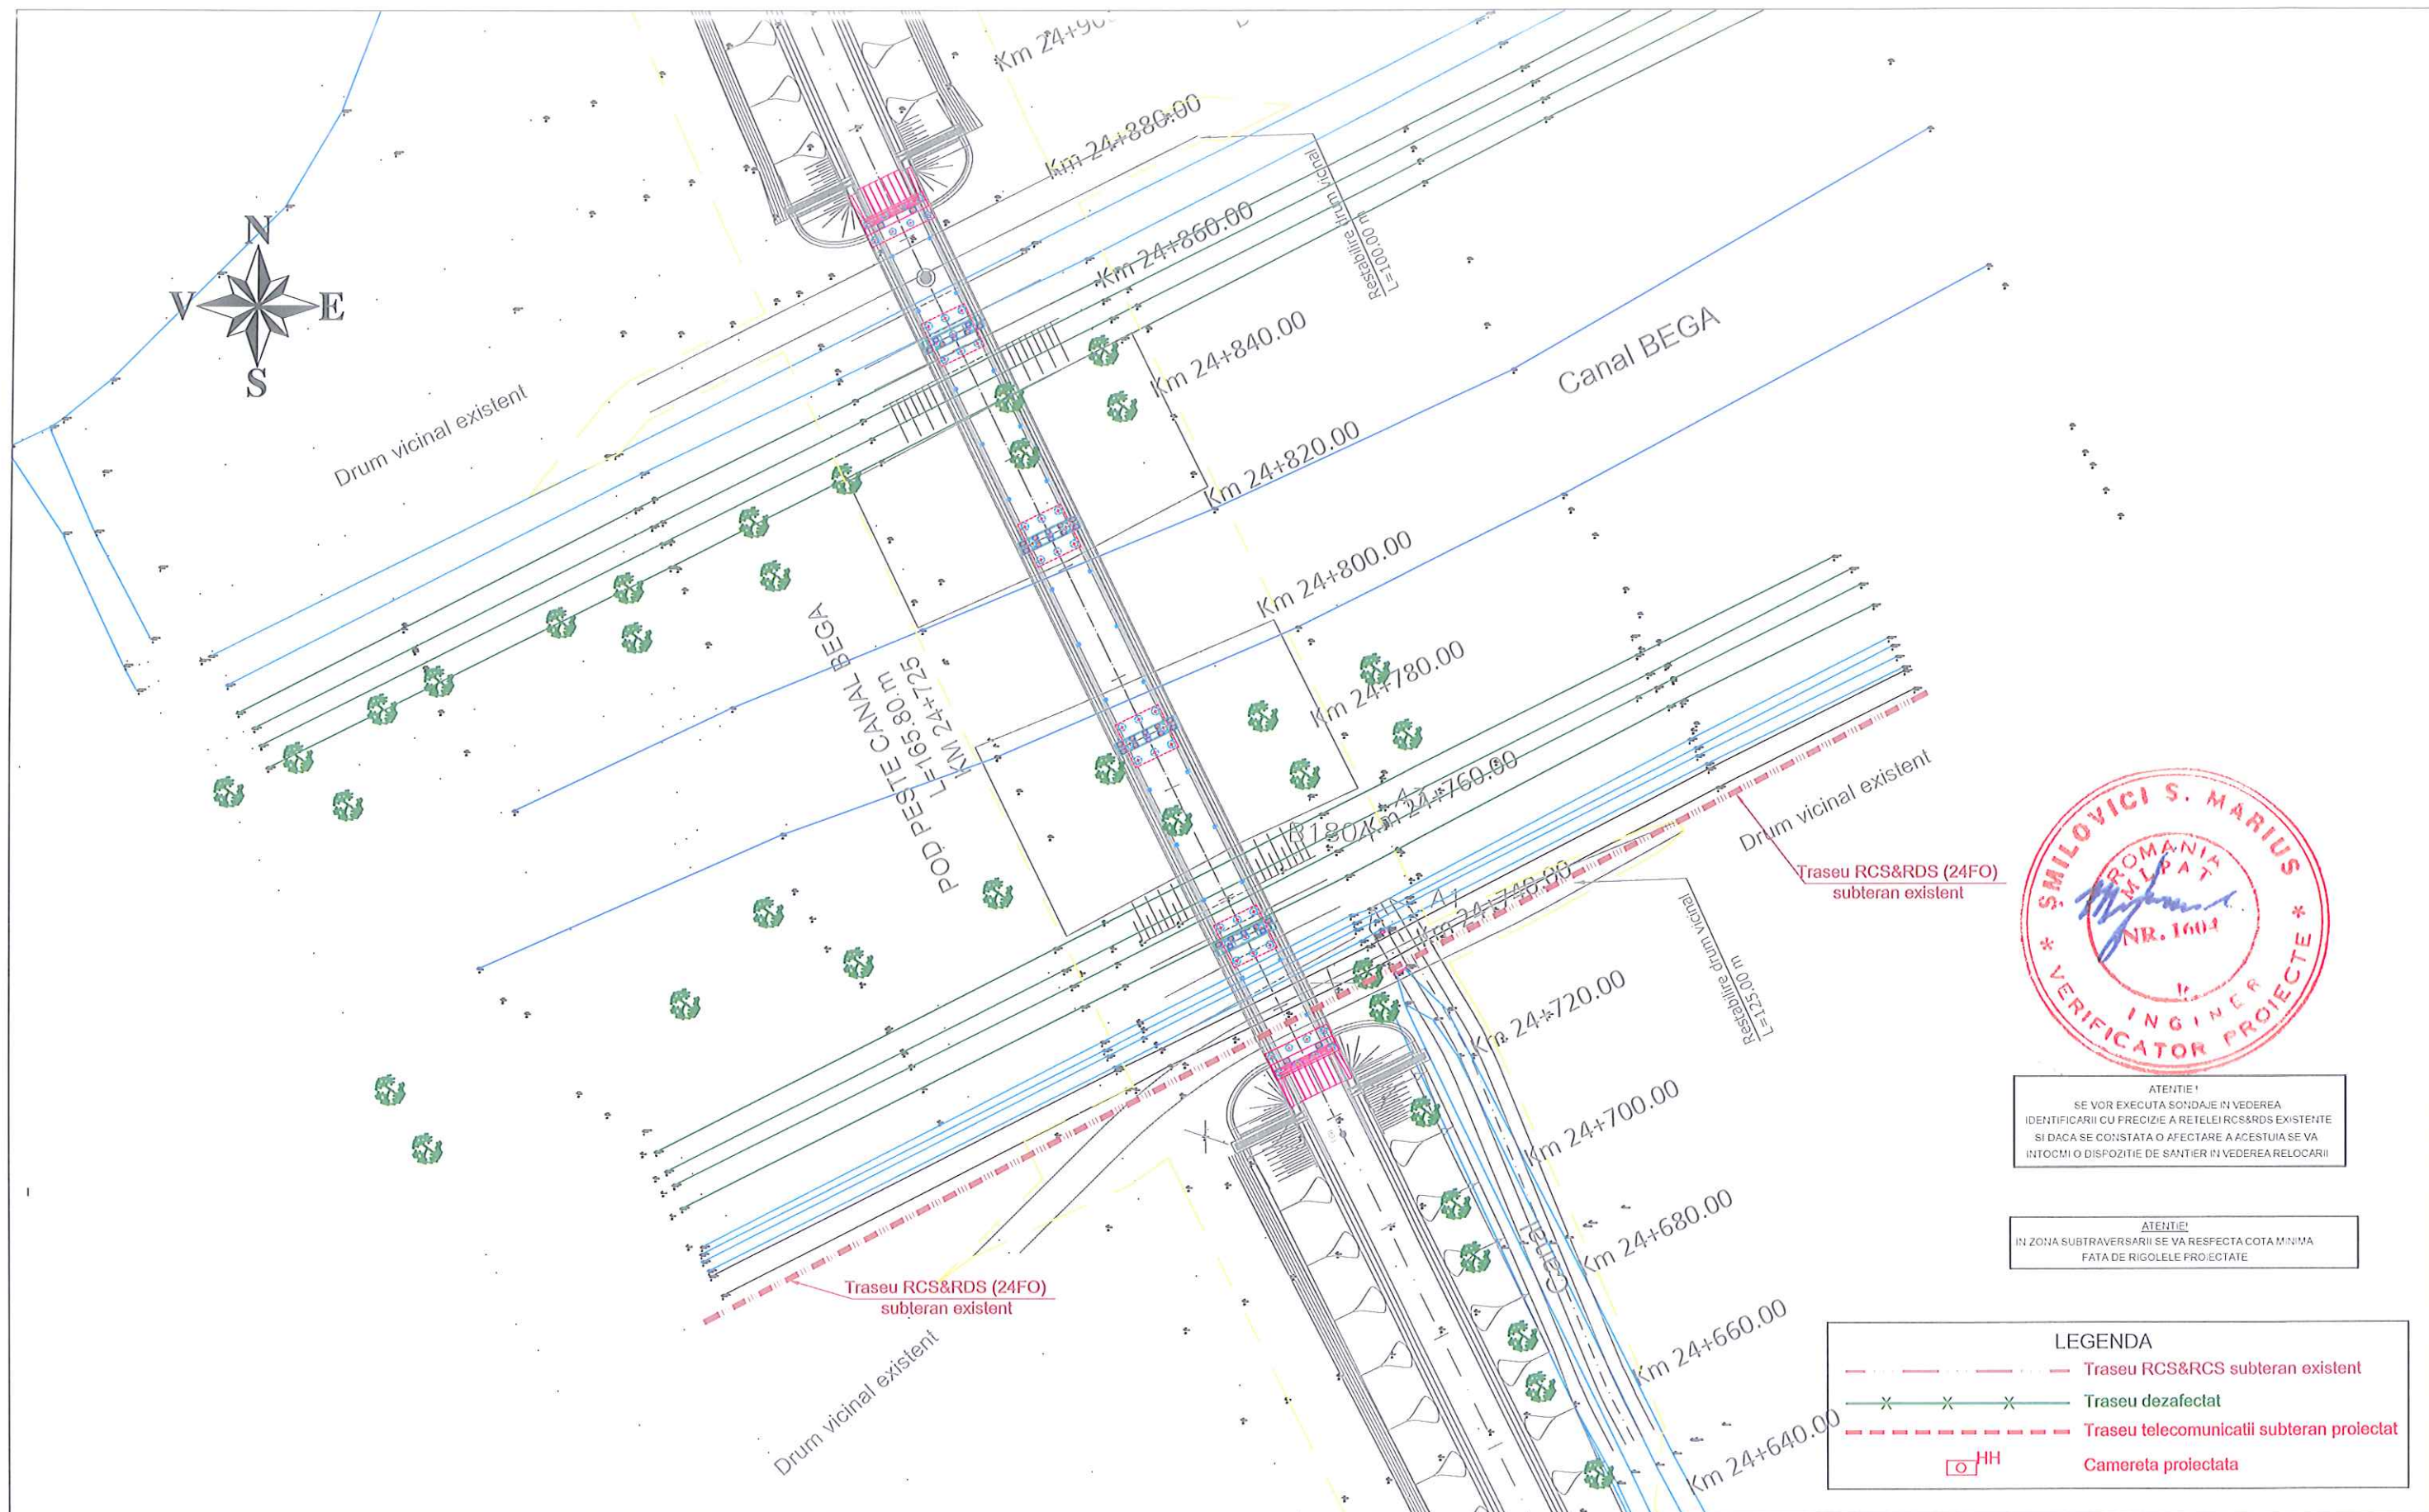 Km 24+880.00
Km 24+860.00
Km 24+840.00
Km 24+820.00
Km 24+800.00
Km 24+780.00
Km 24+760.00
Km 24+740.00
Km 24+720.00
Km 24+700.00
Km 24+680.00
Km 24+660.00
Km 24+640.00
N
V
E
S
Drum vicinal existent
Restabilire drum vicinal
L=100.00 m
Canal BEGA
POD PESTE CANAL BEGA
L=165.80.m
KM 24+725
A1
Drum vicinal existent
Traseu RCS&RDS (24FO)
subteran existent
Restabilire drum vicinal
L=125.00 m
Canal
Traseu RCS&RDS (24FO)
subteran existent
Drum vicinal existent
SMILOVICI S. MARIUS
ROMANIA
MLPAT
NR. 1604
INGINER
* VERIFICATOR PROIECTE *
ATENTIE!
SE VOR EXECUTA SONDAJE IN VEDEREA
IDENTIFICARII CU PRECIZIE A RETELEI RCS&RDS EXISTENTE
SI DACA SE CONSTATA O AFECTARE A ACESTUIA SE VA
INTOCMI O DISPOZITIE DE SANTIER IN VEDEREA RELOCARII
ATENTIE!
IN ZONA SUBTRAVERSARII SE VA RESPECTA COTA MINIMA
FATA DE RIGOLELE PROIECTATE
LEGENDA
Traseu RCS&RCS subteran existent
Traseu dezafectat
Traseu telecomunicatii subteran proiectat
HH
Camereta proiectata